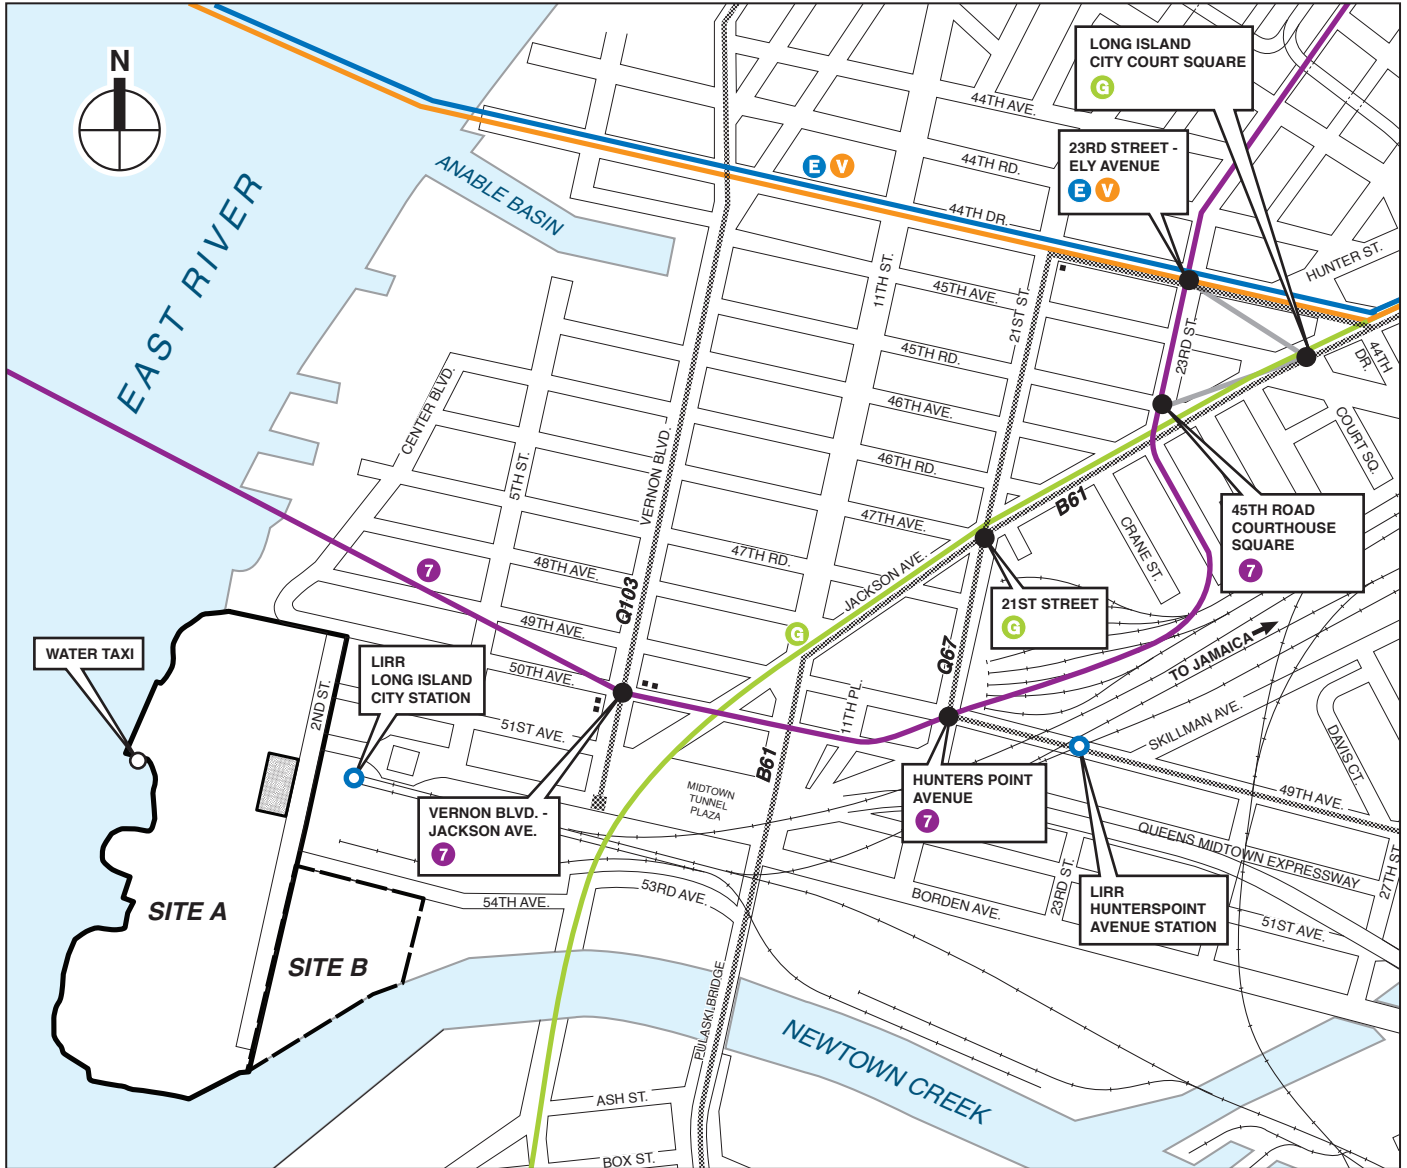 N
LONG ISLAND
CITY COURT SQUARE
G
23RD STREET -
ELY AVENUE
E V
E V
44TH AVE.
44TH RD.
44TH DR.
HUNTER ST.
ANABLE BASIN
EAST RIVER
11TH ST.
45TH AVE.
21ST ST.
23RD ST.
44TH
DR.
45TH RD.
46TH AVE.
46TH RD.
47TH AVE.
COURT SQ.
CENTER BLVD.
5TH ST.
VERNON BLVD.
B61
CRANE ST.
45TH ROAD
COURTHOUSE
SQUARE
7
47TH RD.
48TH AVE.
7
JACKSON AVE.
Q103
49TH AVE.
21ST STREET
G
G
Q67
TO JAMAICA
WATER TAXI
LIRR
LONG ISLAND
CITY STATION
50TH AVE.
2ND ST.
51ST AVE.
11TH PL.
SKILLMAN AVE.
DAVIS CT.
B61
MIDTOWN
TUNNEL
PLAZA
HUNTERS POINT
AVENUE
7
VERNON BLVD. -
JACKSON AVE.
7
49TH AVE.
QUEENS MIDTOWN EXPRESSWAY
27TH ST.
23RD ST.
53RD AVE.
54TH AVE.
BORDEN AVE.
LIRR
HUNTERSPOINT
AVENUE STATION
51ST AVE.
SITE A
SITE B
PULASKI BRIDGE
NEWTOWN CREEK
ASH ST.
BOX ST.